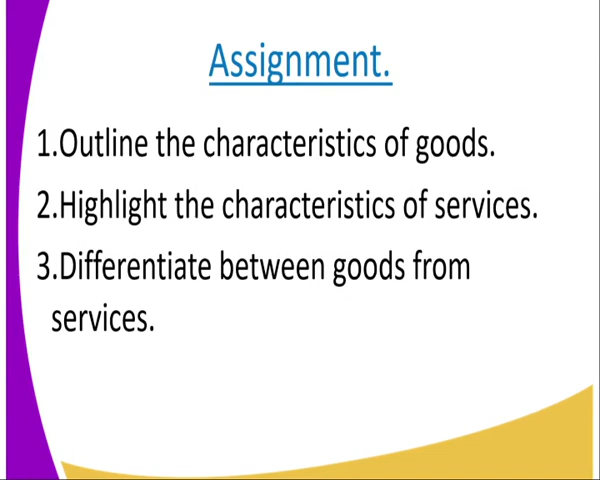 Assignment.
1.Outline the characteristics of goods.
2.Highlight the characteristics of services.
3.Differentiate between goods from
services.